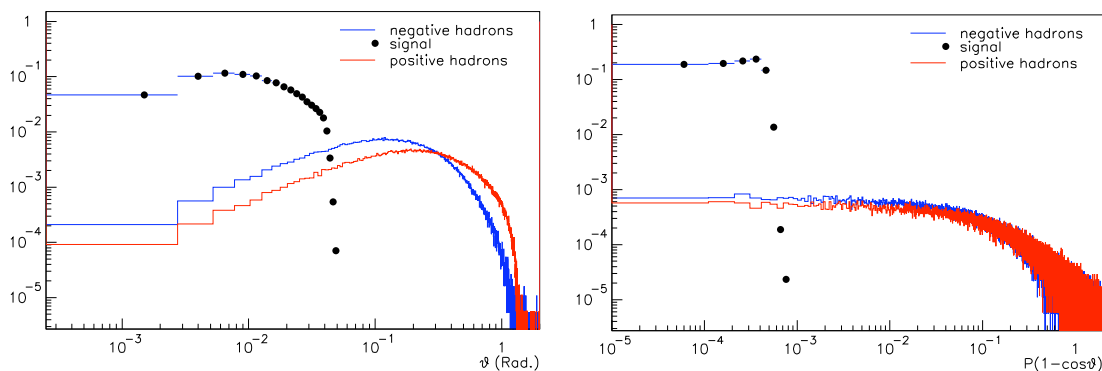 1
10⁻¹
10⁻²
10⁻³
10⁻⁴
10⁻⁵
negative hadrons
signal
positive hadrons
10⁻³
10⁻²
10⁻¹
1
ϑ (Rad.)
1
10⁻¹
10⁻²
10⁻³
10⁻⁴
10⁻⁵
negative hadrons
signal
positive hadrons
10⁻⁵
10⁻⁴
10⁻³
10⁻²
10⁻¹
1
P(1-cosϑ)